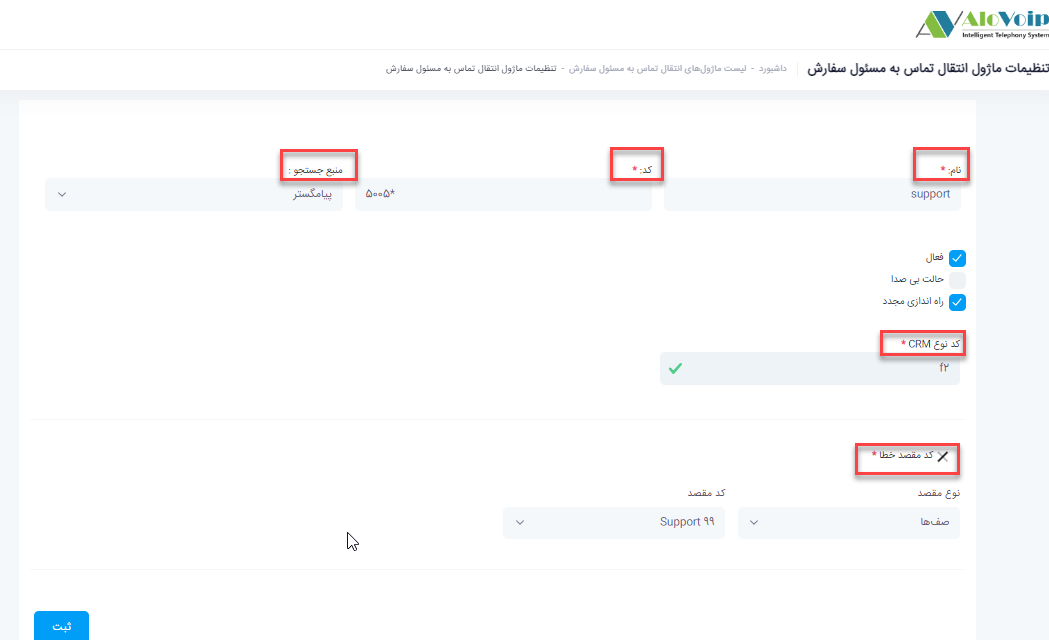 AloVoip
Intelligent Telephony System
تنظیمات ماژول انتقال تماس به مسئول سفارش
داشبورد - لیست ماژول‌های انتقال تماس به مسئول سفارش - تنظیمات ماژول انتقال تماس به مسئول سفارش
نام: * کد: * منبع جستجو :
support *۵۰۰۵ پیامگستر
فعال
حالت بی صدا
راه اندازی مجدد
کد نوع CRM *
f۲
کد مقصد خطا *
نوع مقصد کد مقصد
صف‌ها Support ۹۹
ثبت